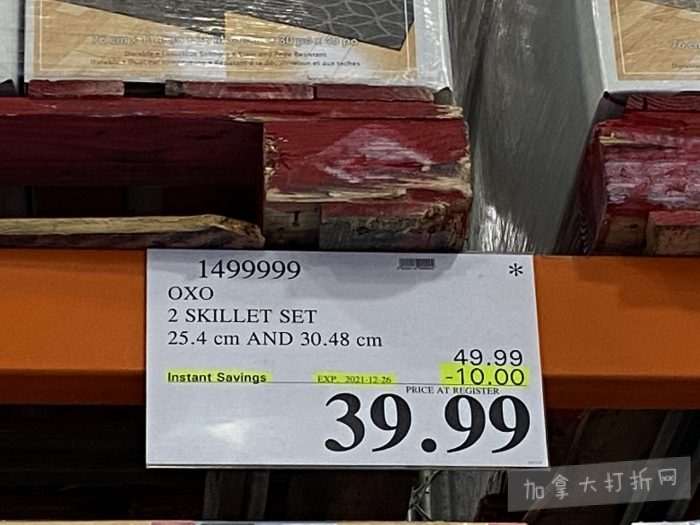 1499999 *
OXO
2 SKILLET SET
25.4 cm AND 30.48 cm
49.99
Instant Savings EXP. 2021-12-26 -10.00
PRICE AT REGISTER
39.99
加拿大打折网